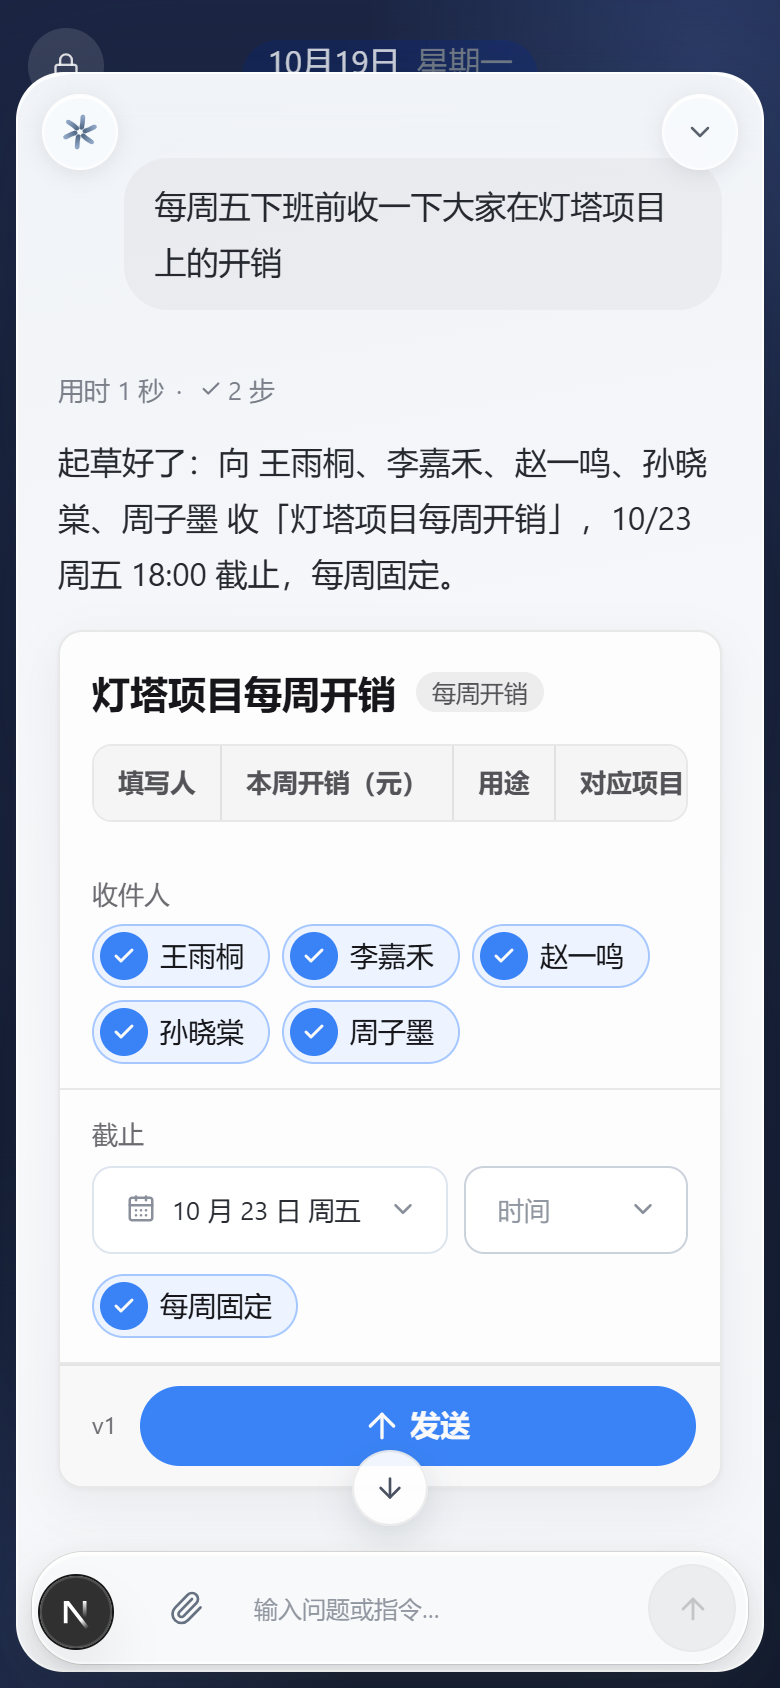 10月19日 星期一
每周五下班前收一下大家在灯塔项目
上的开销
用时 1 秒 · ✓ 2 步
起草好了：向 王雨桐、李嘉禾、赵一鸣、孙晓
棠、周子墨 收「灯塔项目每周开销」，10/23
周五 18:00 截止，每周固定。
灯塔项目每周开销 每周开销
填写人 本周开销（元） 用途 对应项目
收件人
王雨桐 李嘉禾 赵一鸣
孙晓棠 周子墨
截止
10 月 23 日 周五 时间
每周固定
v1 发送
N 输入问题或指令...